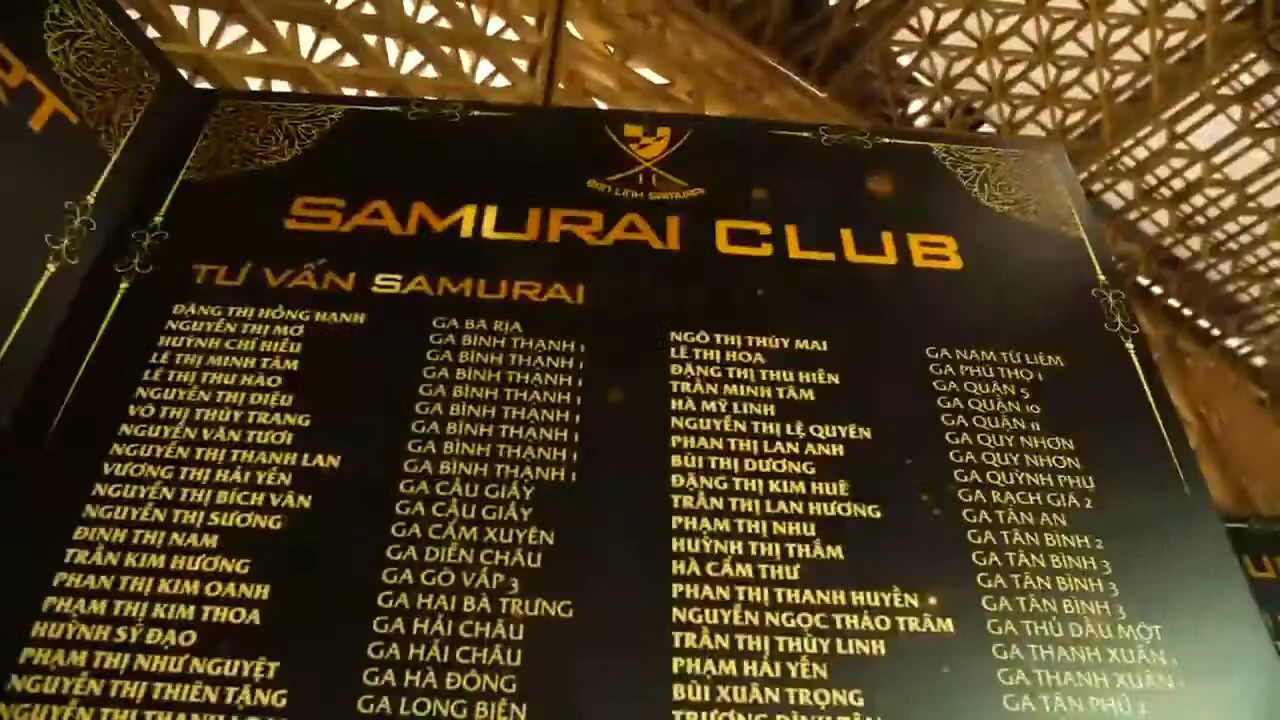 RT
BẢN LĨNH SAMURAI
SAMURAI CLUB
TƯ VẤN SAMURAI
ĐẶNG THỊ HỒNG HẠNH GA BÀ RỊA
NGUYỄN THỊ MƠ GA BÌNH THẠNH 1
HUỲNH CHÍ HIẾU GA BÌNH THẠNH 1
LÊ THỊ MINH TÂM GA BÌNH THẠNH 1
LÊ THỊ THU HÀO GA BÌNH THẠNH 1
NGUYỄN THỊ DIỆU GA BÌNH THẠNH 1
VÕ THỊ THÙY TRANG GA BÌNH THẠNH 1
NGUYỄN VĂN TƯƠI GA BÌNH THẠNH 1
NGUYỄN THỊ THANH LAN GA CẦU GIẤY
VƯƠNG THỊ HẢI YẾN GA CẦU GIẤY
NGUYỄN THỊ BÍCH VÂN GA CẨM XUYÊN
NGUYỄN THỊ SƯƠNG GA DIỄN CHÂU
ĐINH THỊ NAM GA GÒ VẤP 3
TRẦN KIM HƯƠNG GA HAI BÀ TRƯNG
PHAN THỊ KIM OANH GA HẢI CHÂU
PHẠM THỊ KIM THOA GA HẢI CHÂU
HUỲNH SỸ ĐẠO GA HÀ ĐÔNG
PHẠM THỊ NHƯ NGUYỆT GA LONG BIÊN
NGUYỄN THỊ THIÊN TẶNG
NGUYỄN THỊ
NGÔ THỊ THÚY MAI GA NAM TỪ LIÊM
LÊ THỊ HOA GA PHÚ THỌ 1
ĐẶNG THỊ THU HIỀN GA QUẬN 5
TRẦN MINH TÂM GA QUẬN 10
HÀ MỸ LINH GA QUẬN 11
NGUYỄN THỊ LỆ QUYÊN GA QUY NHƠN
PHAN THỊ LAN ANH GA QUY NHƠN
BÙI THỊ DƯƠNG GA QUỲNH PHỤ
ĐẶNG THỊ KIM HUÊ GA RẠCH GIÁ 2
TRẦN THỊ LAN HƯƠNG GA TÂN AN
PHẠM THỊ NHU GA TÂN BÌNH 2
HUỲNH THỊ THẮM GA TÂN BÌNH 3
HÀ CẨM THƯ GA TÂN BÌNH 3
PHAN THỊ THANH HUYỀN GA TÂN BÌNH 3
NGUYỄN NGỌC THẢO TRÂM GA THỦ DẦU MỘT
TRẦN THỊ THÙY LINH GA THANH XUÂN 1
PHẠM HẢI YẾN GA THANH XUÂN
BÙI XUÂN TRỌNG GA TÂN PHÚ